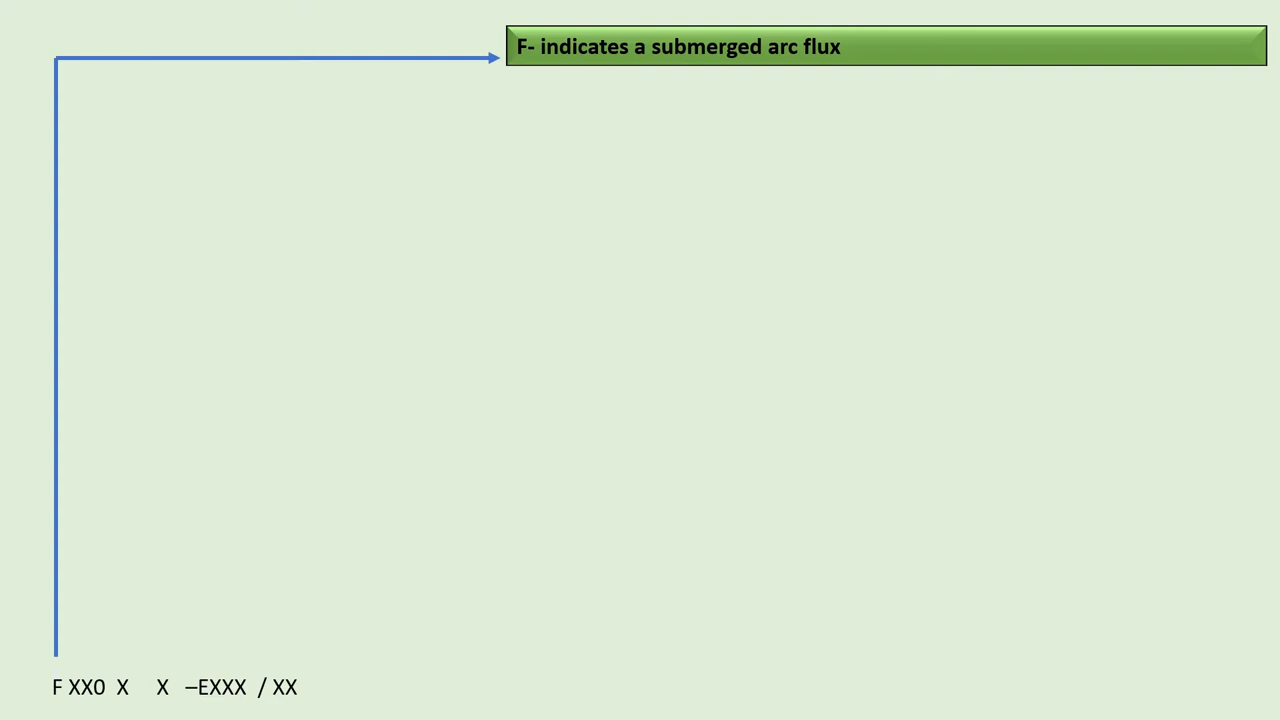 F- indicates a submerged arc flux
F XX0 X X –EXXX / XX